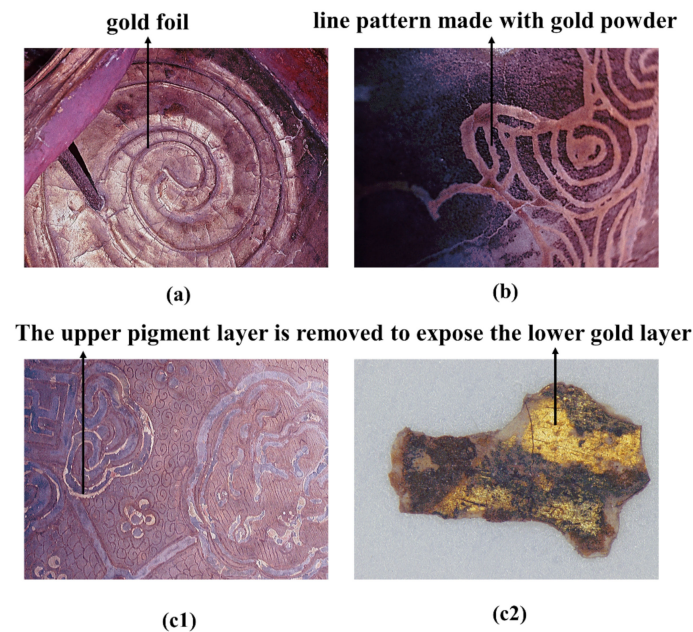 gold foil
line pattern made with gold powder
(a)
(b)
The upper pigment layer is removed to expose the lower gold layer
(c1)
(c2)